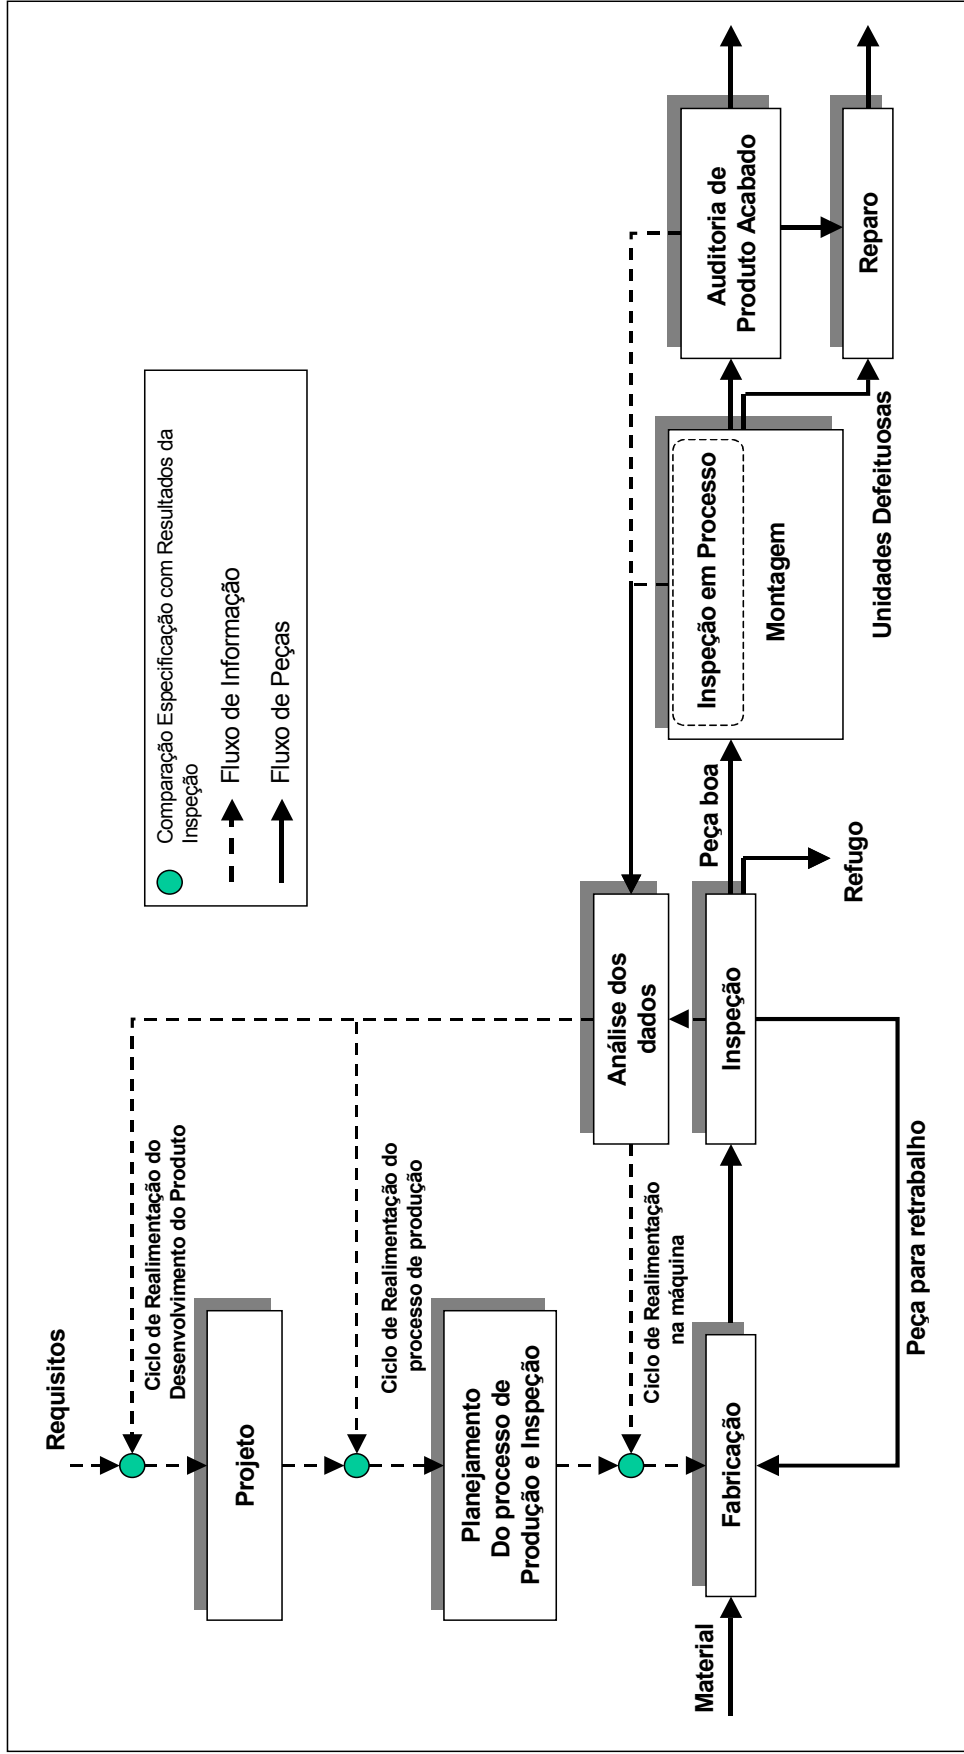 Requisitos
Ciclo de Realimentação do
Desenvolvimento do Produto
Projeto
Ciclo de Realimentação do
processo de produção
Planejamento
Do processo de
Produção e Inspeção
Ciclo de Realimentação
na máquina
Material
Fabricação
Peça para retrabalho
Análise dos
dados
Inspeção
Refugo
Peça boa
Inspeção em Processo
Montagem
Unidades Defeituosas
Auditoria de
Produto Acabado
Reparo
Comparação Especificação com Resultados da
Inspeção
Fluxo de Informação
Fluxo de Peças